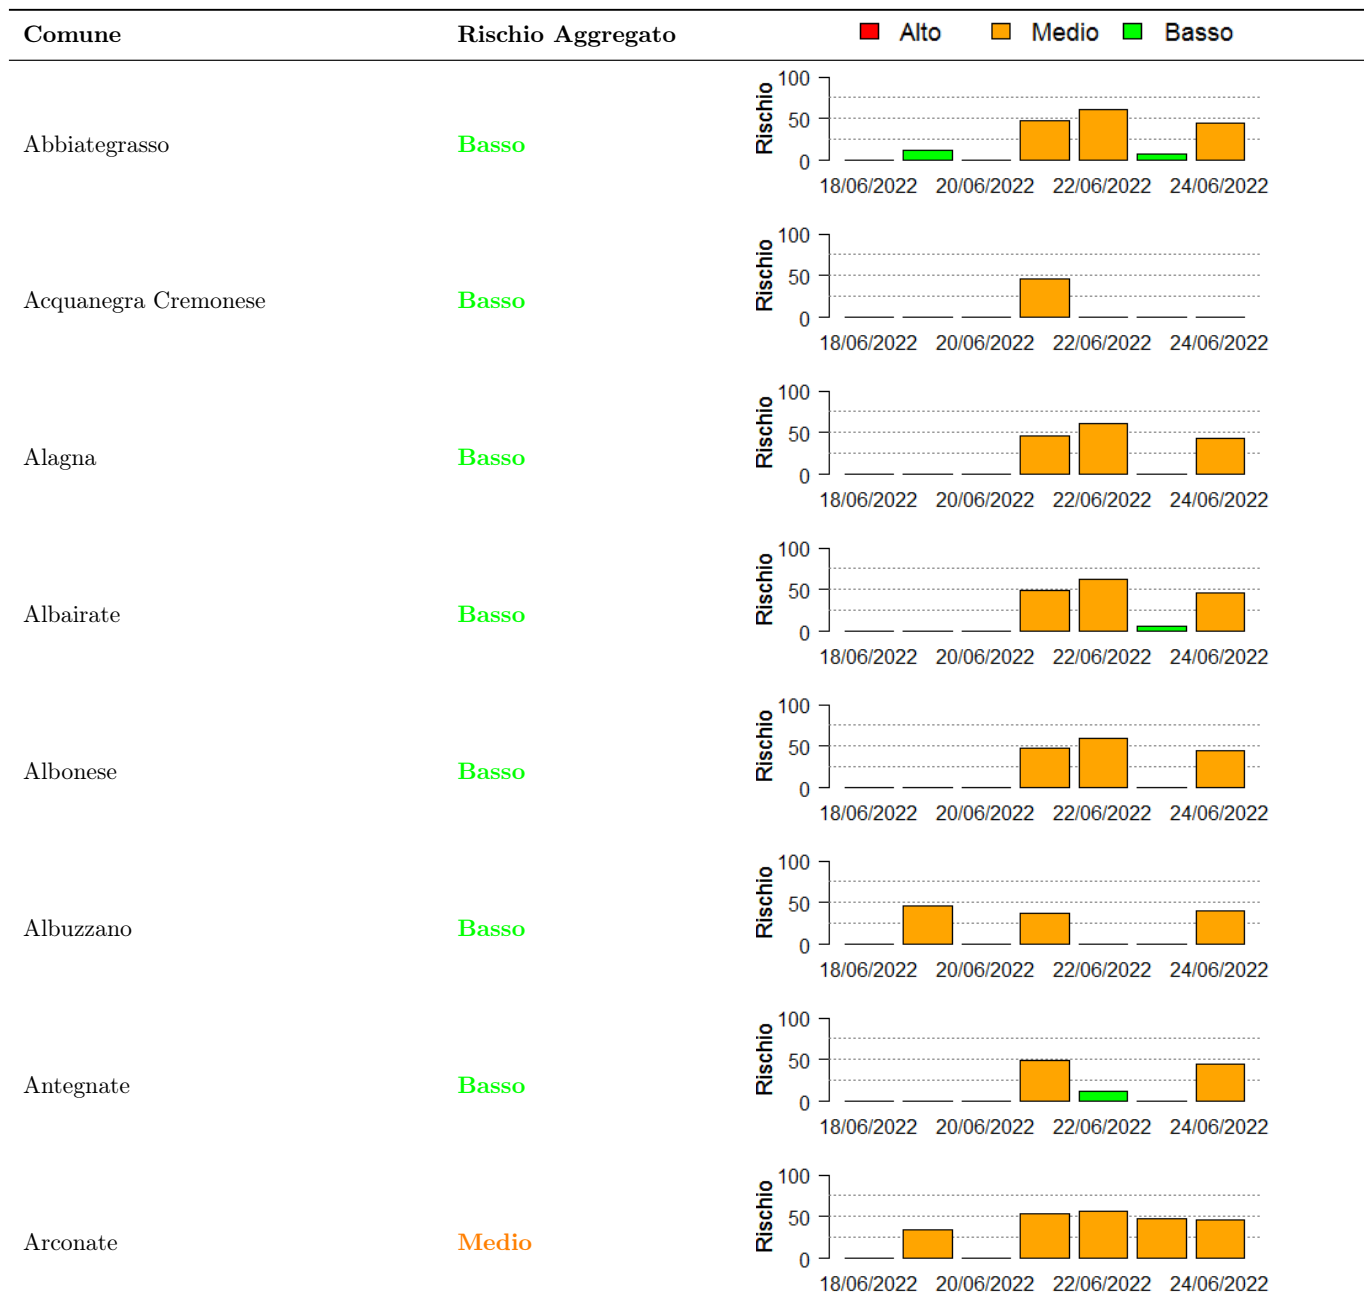 Comune Rischio Aggregato Alto Medio Basso
100
50
0
Rischio
Abbiategrasso Basso
18/06/2022 20/06/2022 22/06/2022 24/06/2022
100
50
0
Rischio
Acquanegra Cremonese Basso
18/06/2022 20/06/2022 22/06/2022 24/06/2022
100
50
0
Rischio
Alagna Basso
18/06/2022 20/06/2022 22/06/2022 24/06/2022
100
50
0
Rischio
Albairate Basso
18/06/2022 20/06/2022 22/06/2022 24/06/2022
100
50
0
Rischio
Albonese Basso
18/06/2022 20/06/2022 22/06/2022 24/06/2022
100
50
0
Rischio
Albuzzano Basso
18/06/2022 20/06/2022 22/06/2022 24/06/2022
100
50
0
Rischio
Antegnate Basso
18/06/2022 20/06/2022 22/06/2022 24/06/2022
100
50
0
Rischio
Arconate Medio
18/06/2022 20/06/2022 22/06/2022 24/06/2022